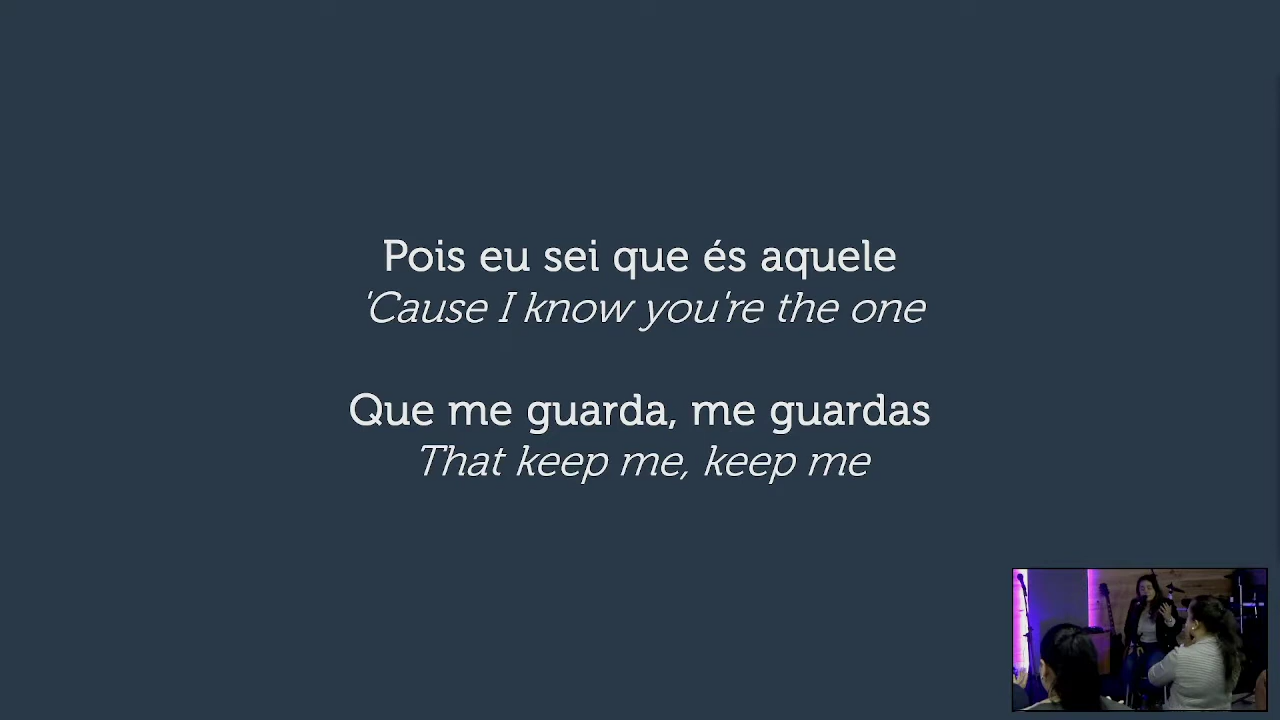 Pois eu sei que és aquele
'Cause I know you're the one
Que me guarda, me guardas
That keep me, keep me